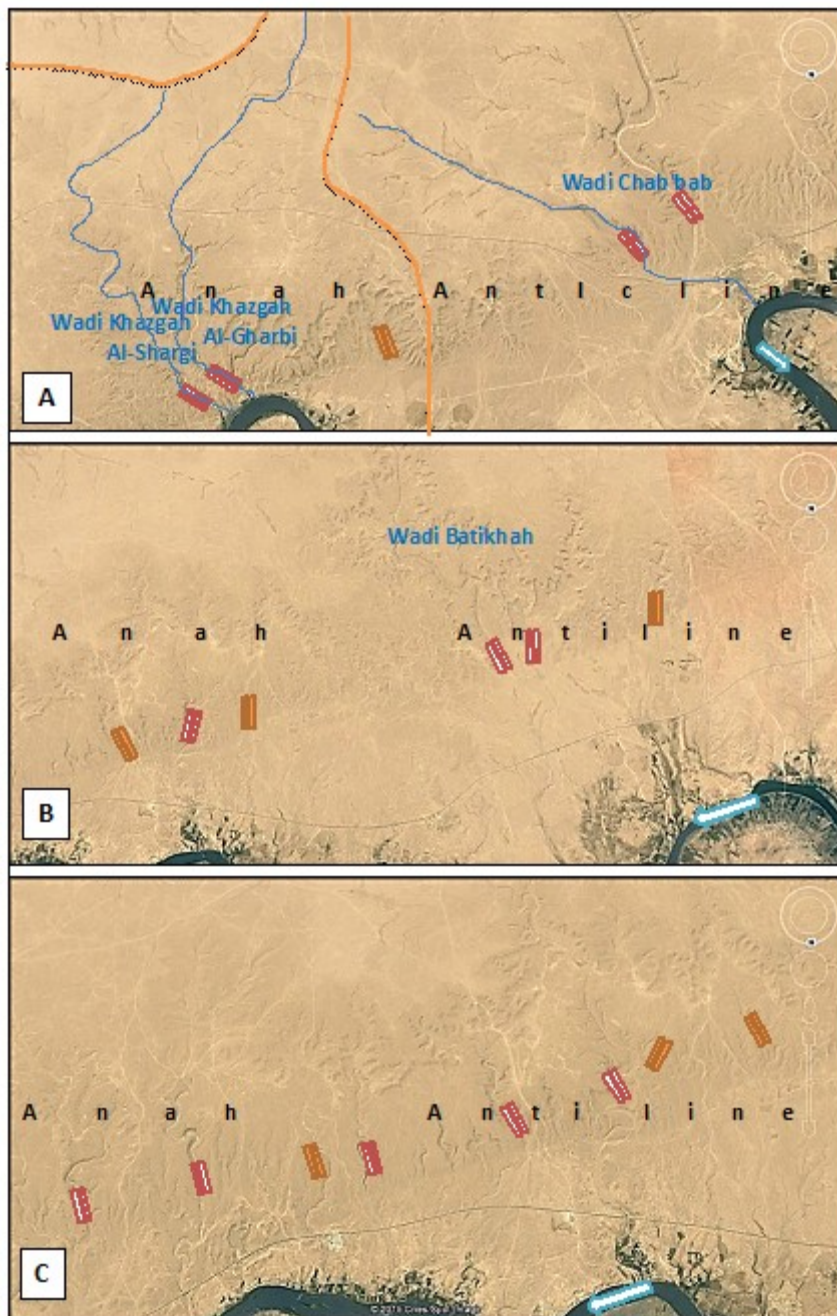 Wadi Chab'bab
A n a h A n t I c l i n e
Wadi Khazgah
Al-Shargi
Wadi Khazgah
Al-Gharbi
A
Wadi Batikhah
A n a h A n t i l i n e
B
A n a h A n t i l i n e
C